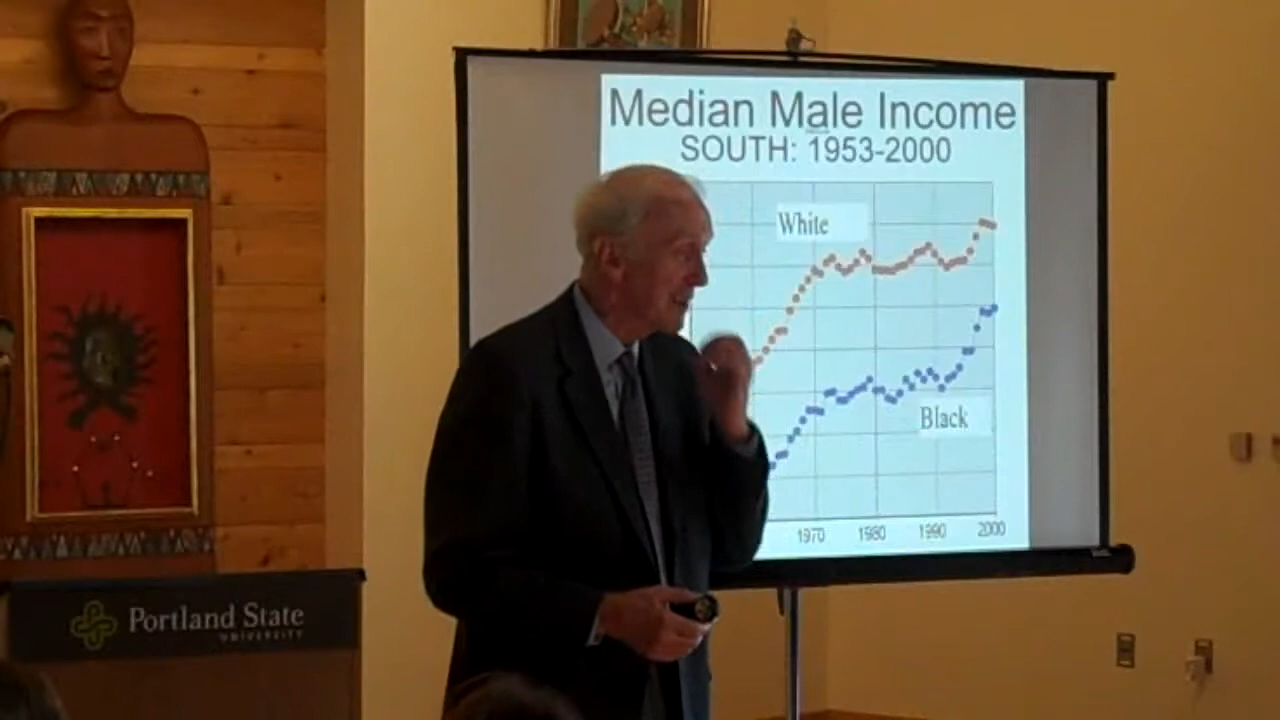 Median Male Income
SOUTH: 1953-2000
White
Black
1970 1980 1990 2000
Portland State
UNIVERSITY